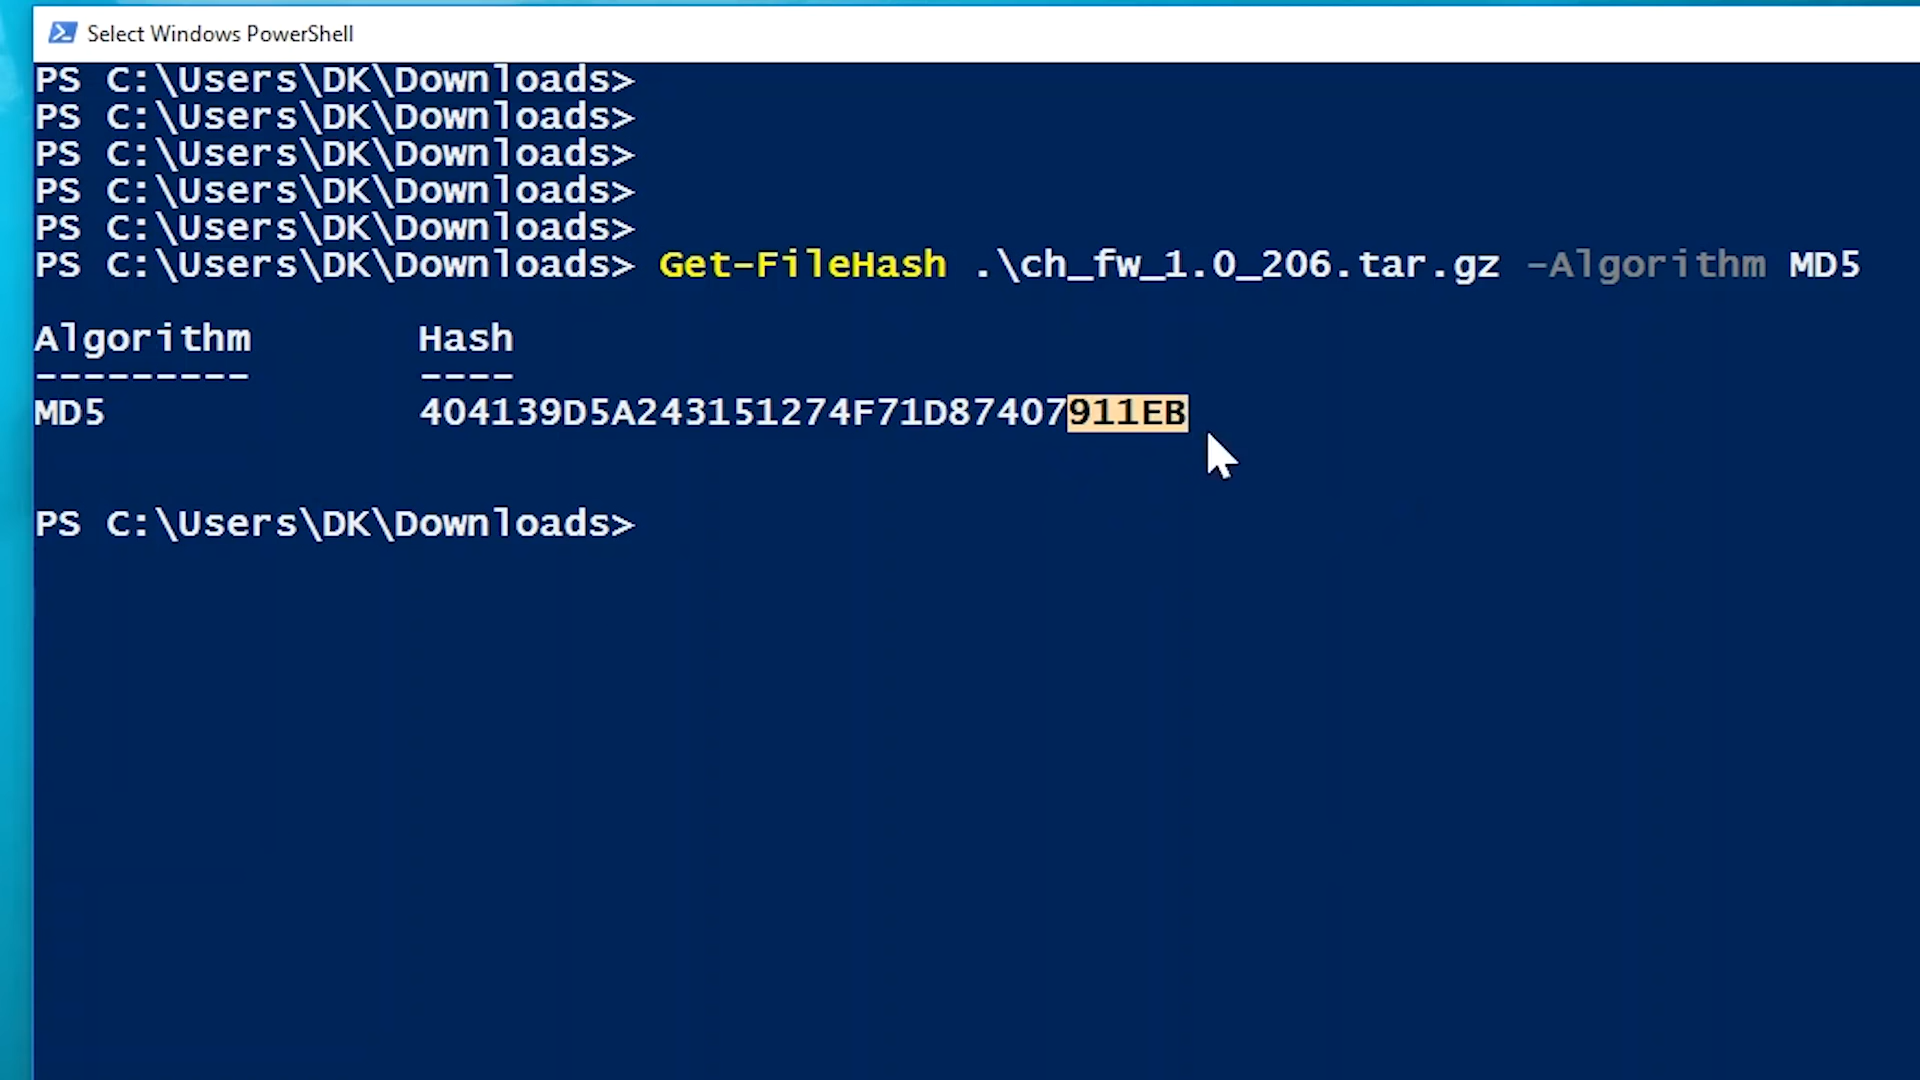 Select Windows PowerShell
PS C:\Users\DK\Downloads>
PS C:\Users\DK\Downloads>
PS C:\Users\DK\Downloads>
PS C:\Users\DK\Downloads>
PS C:\Users\DK\Downloads>
PS C:\Users\DK\Downloads> Get-FileHash .\ch_fw_1.0_206.tar.gz -Algorithm MD5
Algorithm Hash
--------- ----
MD5 404139D5A243151274F71D87407911EB
PS C:\Users\DK\Downloads>